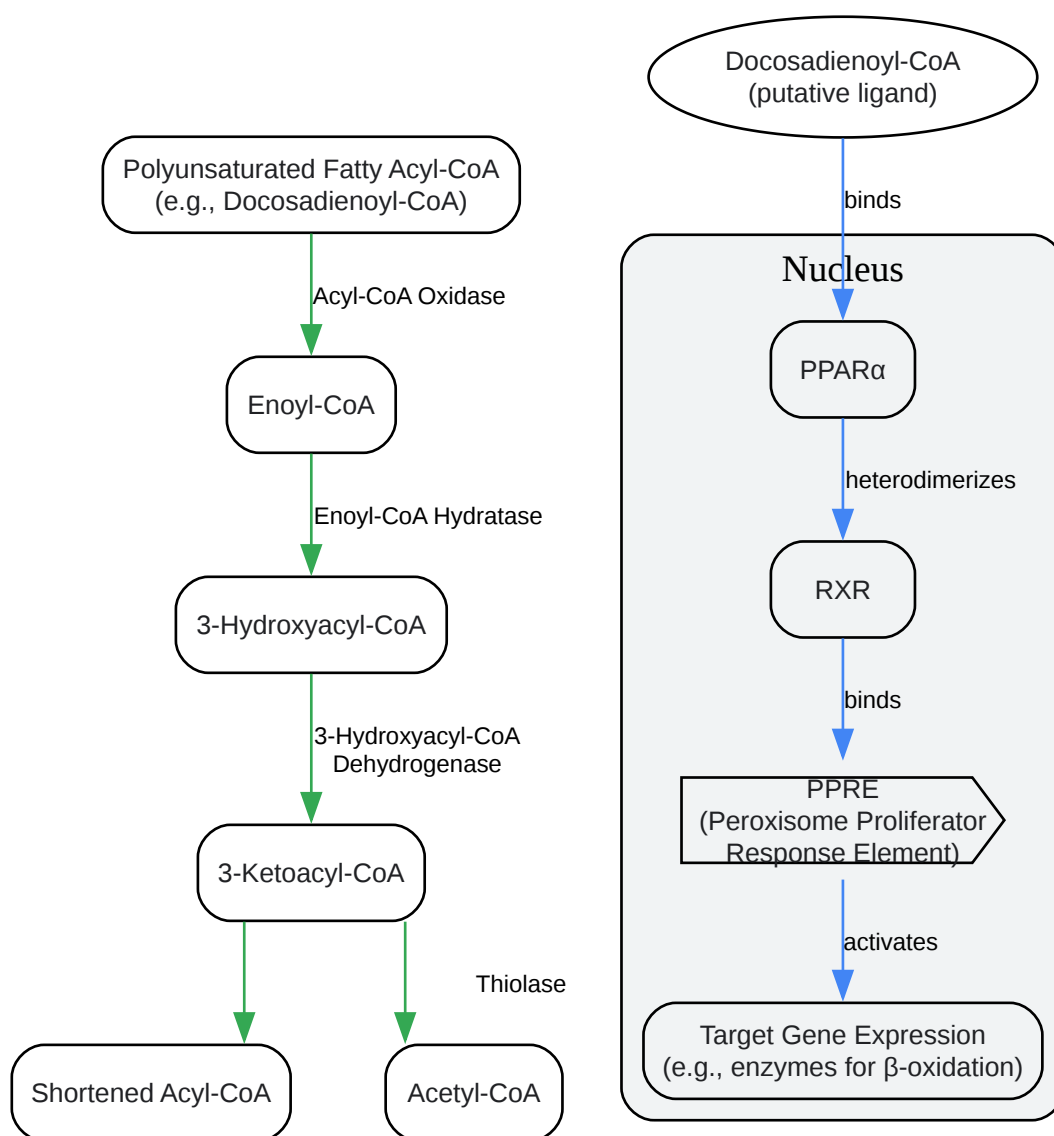 Polyunsaturated Fatty Acyl-CoA
(e.g., Docosadienoyl-CoA)
Acyl-CoA Oxidase
Enoyl-CoA
Enoyl-CoA Hydratase
3-Hydroxyacyl-CoA
3-Hydroxyacyl-CoA
Dehydrogenase
3-Ketoacyl-CoA
Thiolase
Shortened Acyl-CoA
Acetyl-CoA
Docosadienoyl-CoA
(putative ligand)
binds
Nucleus
PPARα
heterodimerizes
RXR
binds
PPRE
(Peroxisome Proliferator
Response Element)
activates
Target Gene Expression
(e.g., enzymes for β-oxidation)